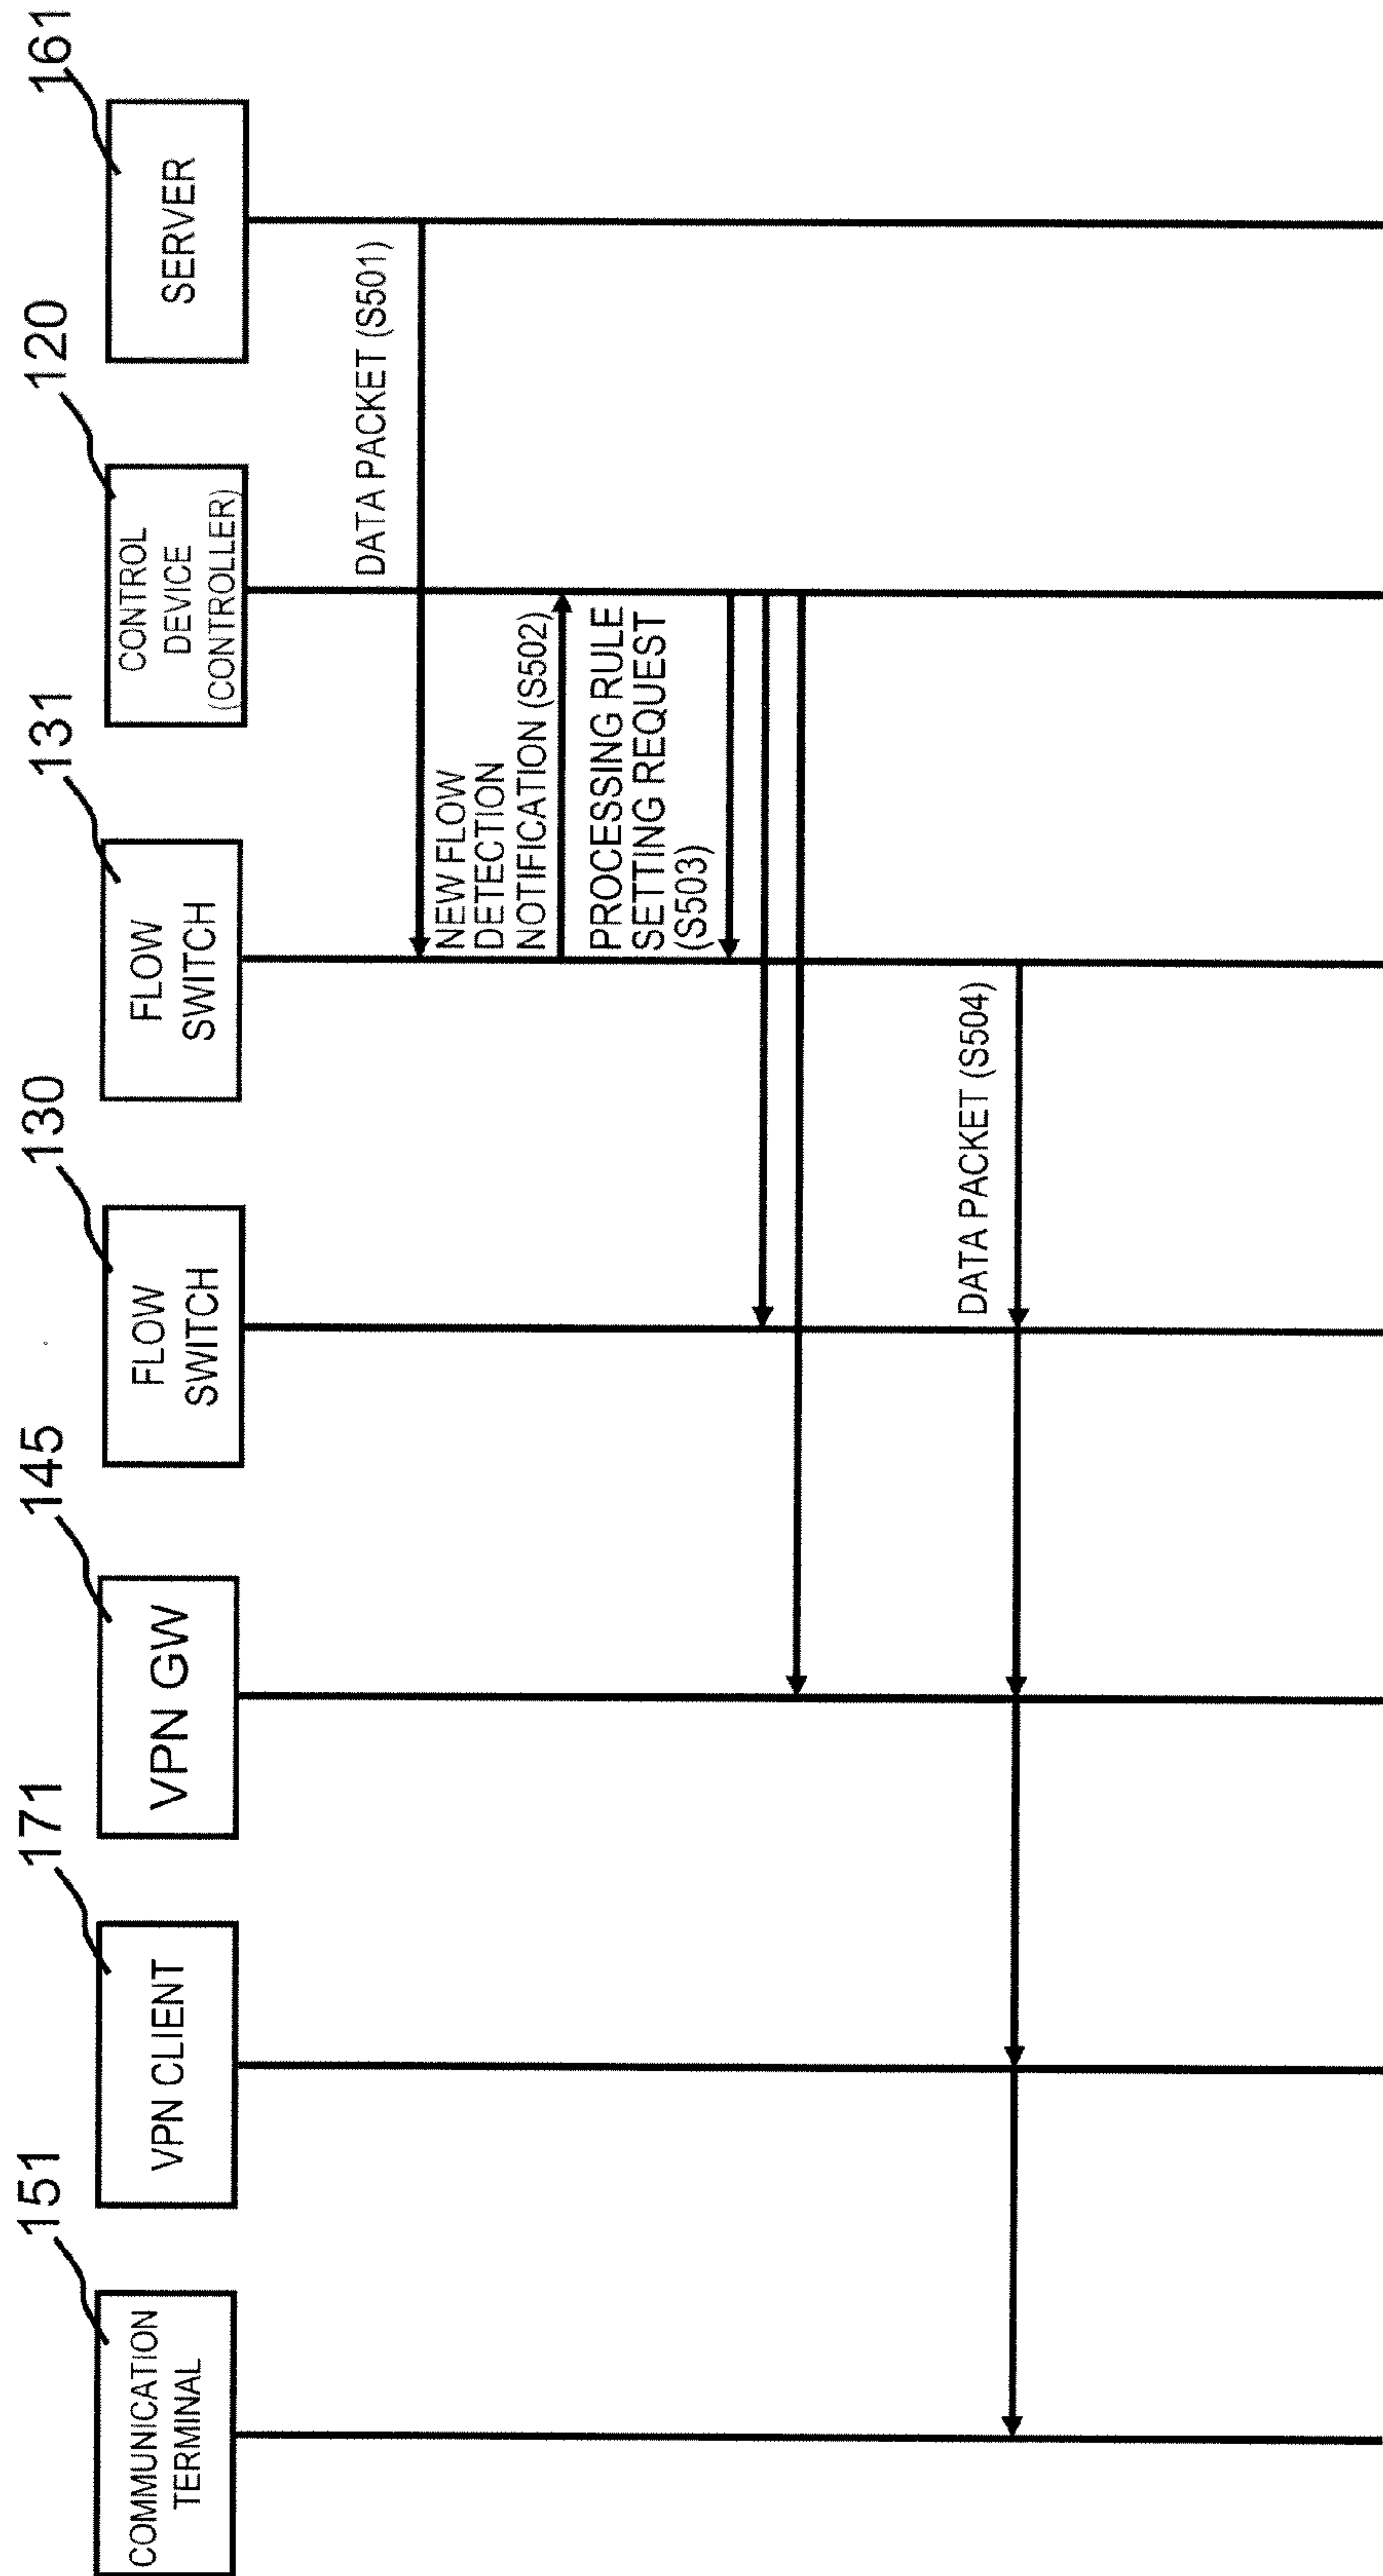 151
COMMUNICATION
TERMINAL
171
VPN CLIENT
145
VPN GW
130
FLOW
SWITCH
131
FLOW
SWITCH
120
CONTROL
DEVICE
(CONTROLLER)
161
SERVER
DATA PACKET (S501)
NEW FLOW
DETECTION
NOTIFICATION (S502)
PROCESSING RULE
SETTING REQUEST
(S503)
DATA PACKET (S504)